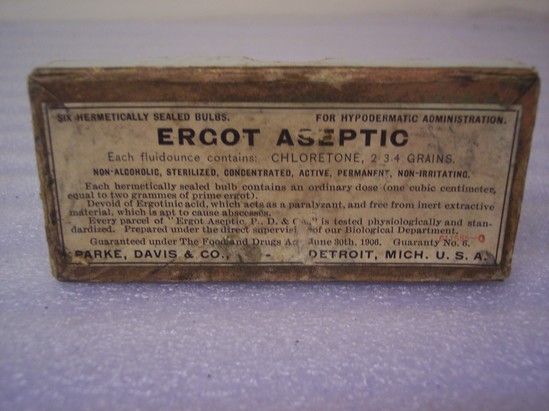 SIX HERMETICALLY SEALED BULBS. FOR HYPODERMATIC ADMINISTRATION.
ERGOT ASEPTIC
Each fluidounce contains: CHLORETONE, 2 3-4 GRAINS.
NON-ALCOHOLIC, STERILIZED, CONCENTRATED, ACTIVE, PERMANENT, NON-IRRITATING.
Each hermetically sealed bulb contains an ordinary dose (one cubic centimeter,
equal to two grammes of prime ergot).
Devoid of Ergotinic acid, which acts as a paralyzant, and free from inert extractive
material, which is apt to cause abscesses.
Every parcel of "Ergot Aseptic, P., D. & Co.," is tested physiologically and stan-
dardized. Prepared under the direct supervision of our Biological Department.
Guaranteed under The Food and Drugs Act, June 30th, 1906. Guaranty No. 6.
PARKE, DAVIS & CO., DETROIT, MICH. U. S. A.